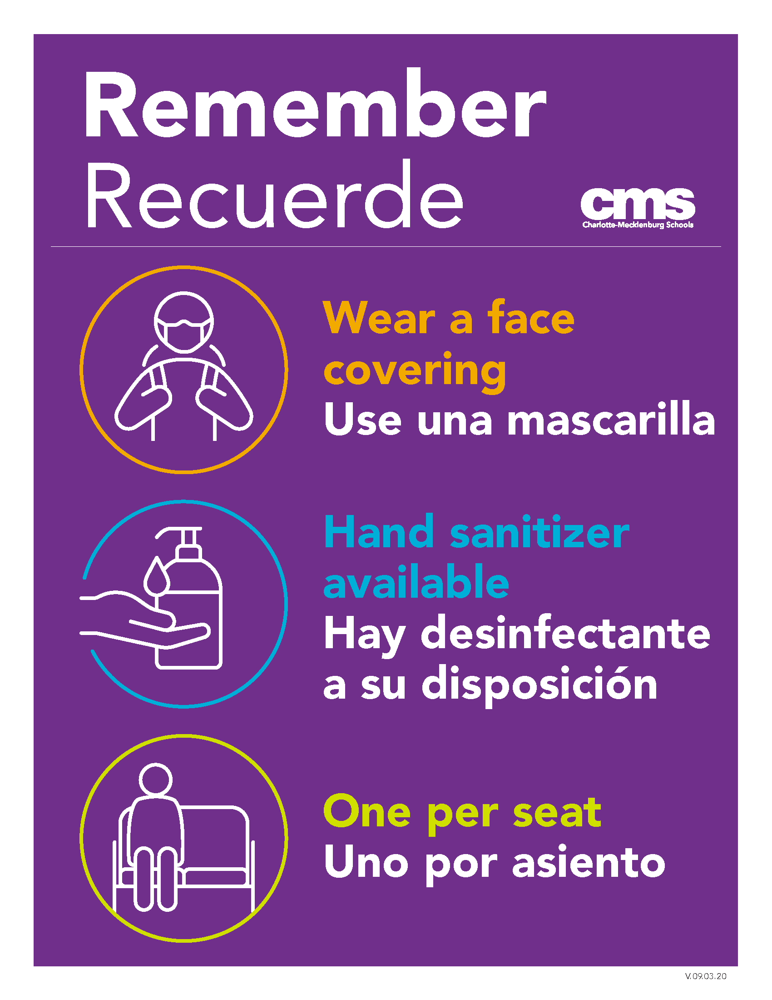 Remember
Recuerde
cms
Charlotte-Mecklenburg Schools
Wear a face
covering
Use una mascarilla
Hand sanitizer
available
Hay desinfectante
a su disposición
One per seat
Uno por asiento
V.09.03.20